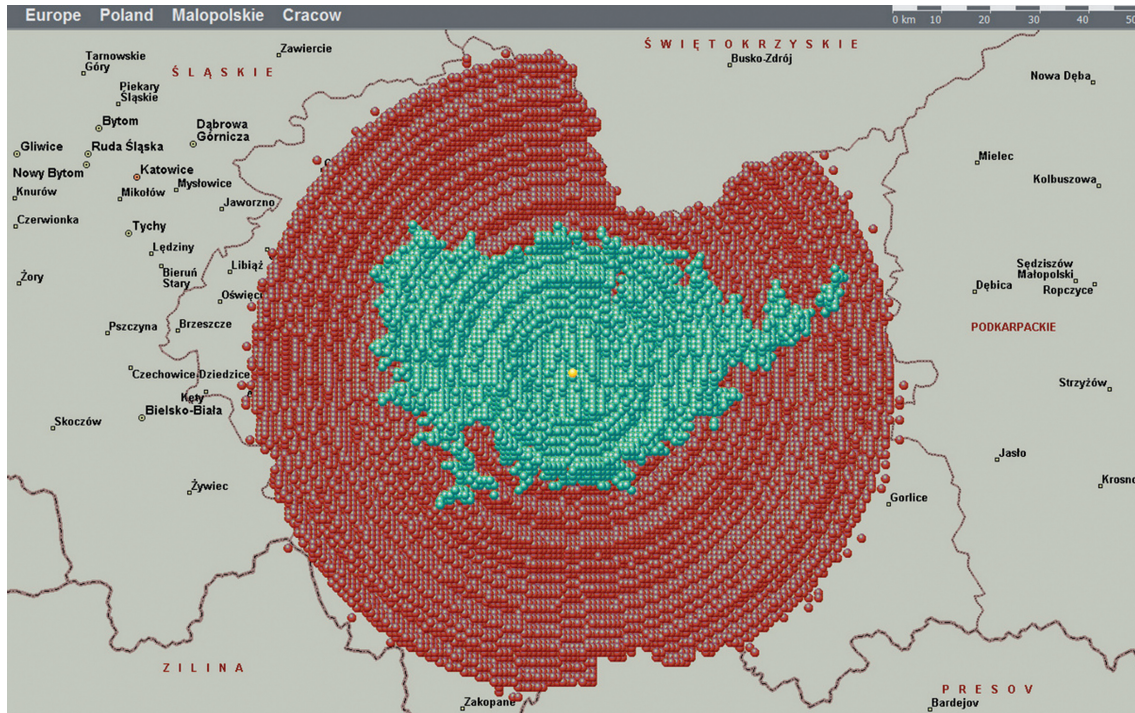 Europe Poland Malopolskie Cracow
0 km 10 20 30 40 50
Zawiercie
ŚWIĘTOKRZYSKIE
Tarnowskie
Góry
ŚLĄSKIE
Busko-Zdrój
Nowa Dęba
Piekary
Śląskie
Bytom
Dąbrowa
Górnicza
Gliwice
Ruda Śląska
Nowy Bytom
Katowice
Mysłowice
Mielec
Kolbuszowa
Knurów
Mikołów
Jaworzno
Czerwionka
Tychy
Lędziny
Libiąż
Bieruń
Stary
Żory
Sędziszów
Małopolski
Dębica
Ropczyce
Pszczyna
Brzeszcze
PODKARPACKIE
Czechowice-Dziedzice
Kęty
Strzyżów
Bielsko-Biała
Skoczów
Jasło
Krosno
Żywiec
Gorlice
ZILINA
Zakopane
PRESOV
Bardejov